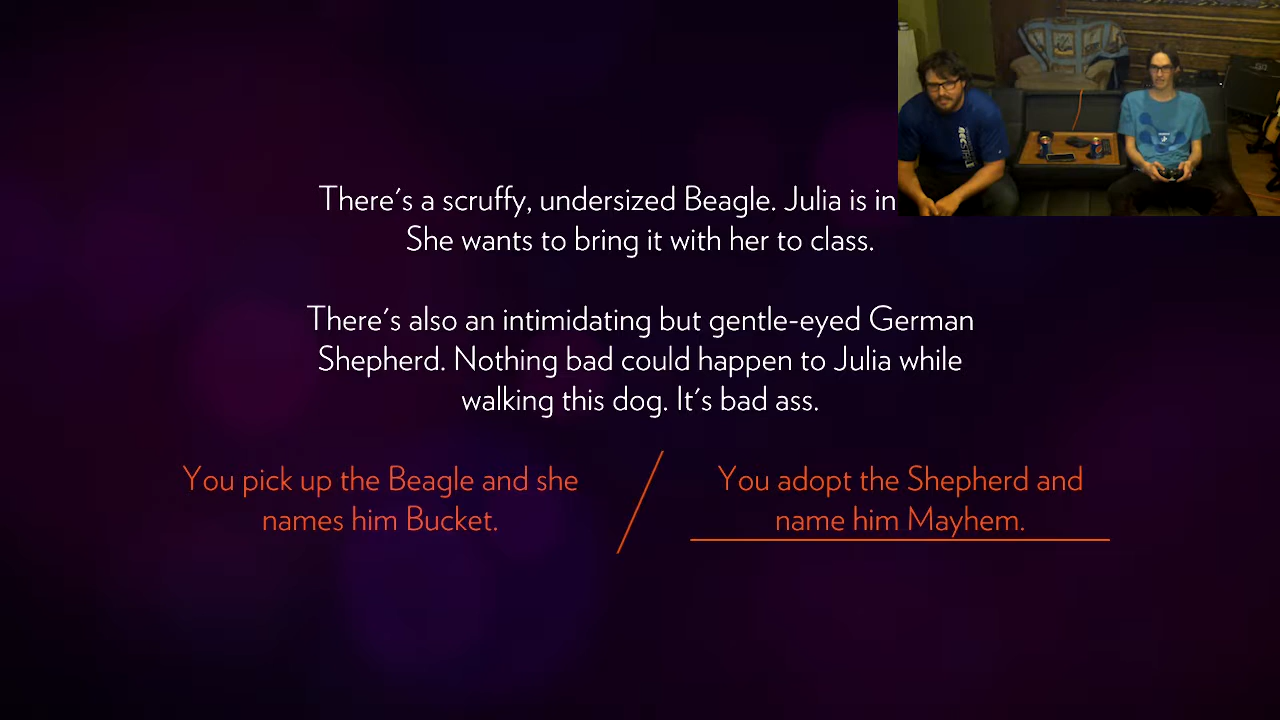 There's a scruffy, undersized Beagle. Julia is in
She wants to bring it with her to class.
There's also an intimidating but gentle-eyed German
Shepherd. Nothing bad could happen to Julia while
walking this dog. It's bad ass.
You pick up the Beagle and she
names him Bucket.
You adopt the Shepherd and
name him Mayhem.